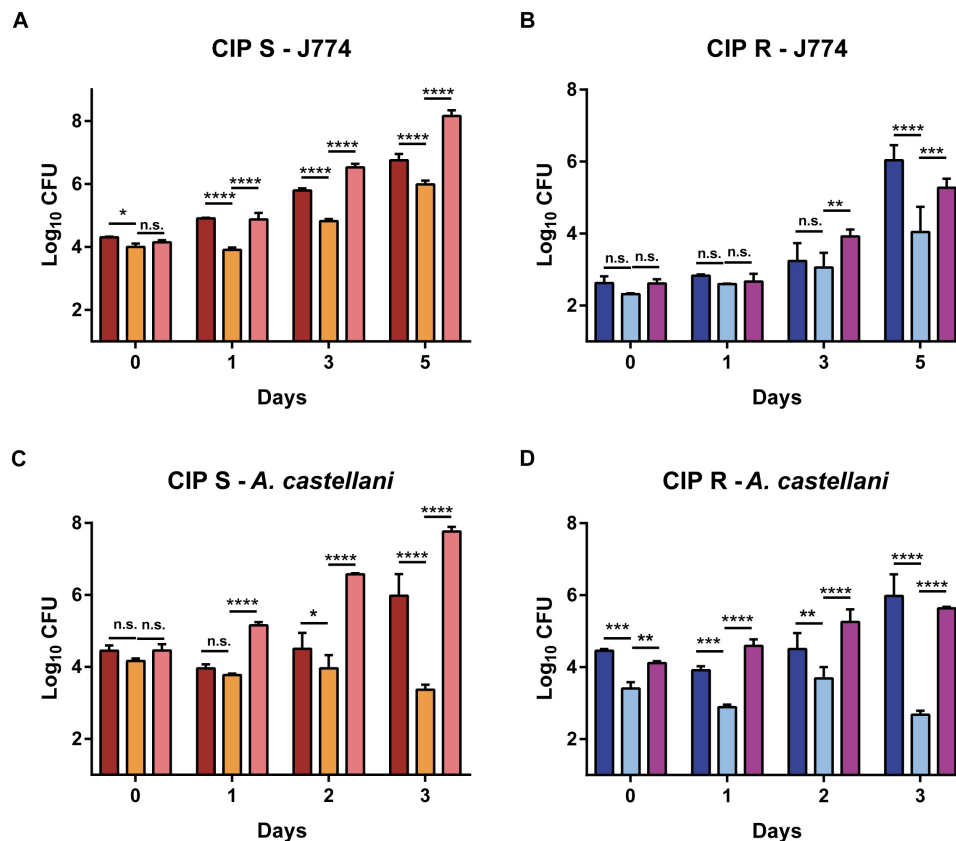 A
CIP S - J774
Log10 CFU
8
6
4
2
* n.s.
**** ****
**** ****
**** ****
0 1 3 5
Days
B
CIP R - J774
Log10 CFU
8
6
4
2
n.s. n.s.
n.s. n.s.
n.s. **
**** ***
0 1 3 5
Days
C
CIP S - A. castellani
Log10 CFU
8
6
4
2
n.s. n.s.
n.s. ****
* ****
**** ****
0 1 2 3
Days
D
CIP R - A. castellani
Log10 CFU
8
6
4
2
*** **
*** ****
** ****
**** ****
0 1 2 3
Days